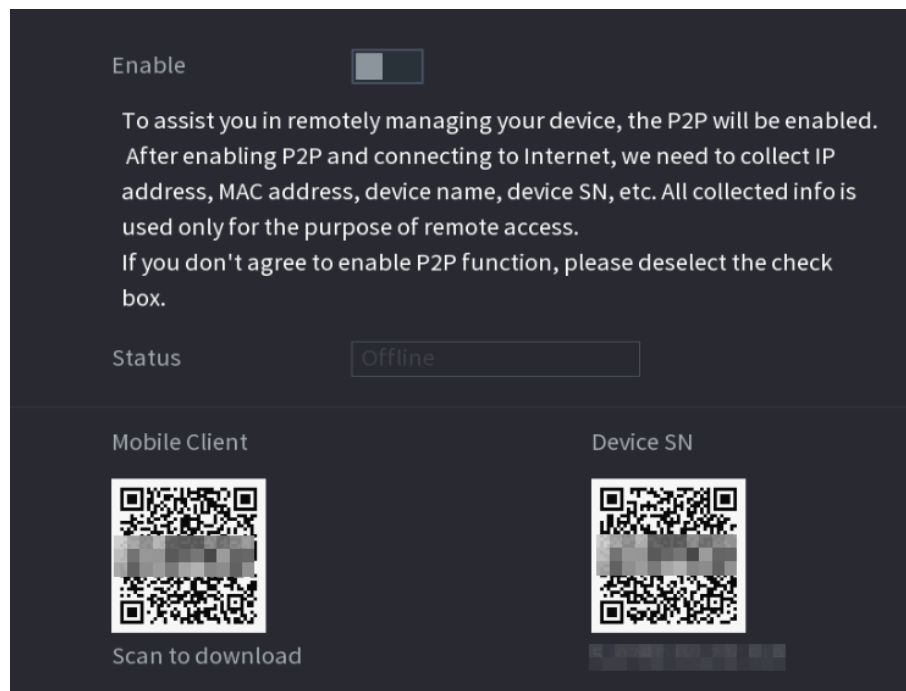 Enable
To assist you in remotely managing your device, the P2P will be enabled.
After enabling P2P and connecting to Internet, we need to collect IP
address, MAC address, device name, device SN, etc. All collected info is
used only for the purpose of remote access.
If you don't agree to enable P2P function, please deselect the check
box.
Status
Offline
Mobile Client
Device SN
Scan to download